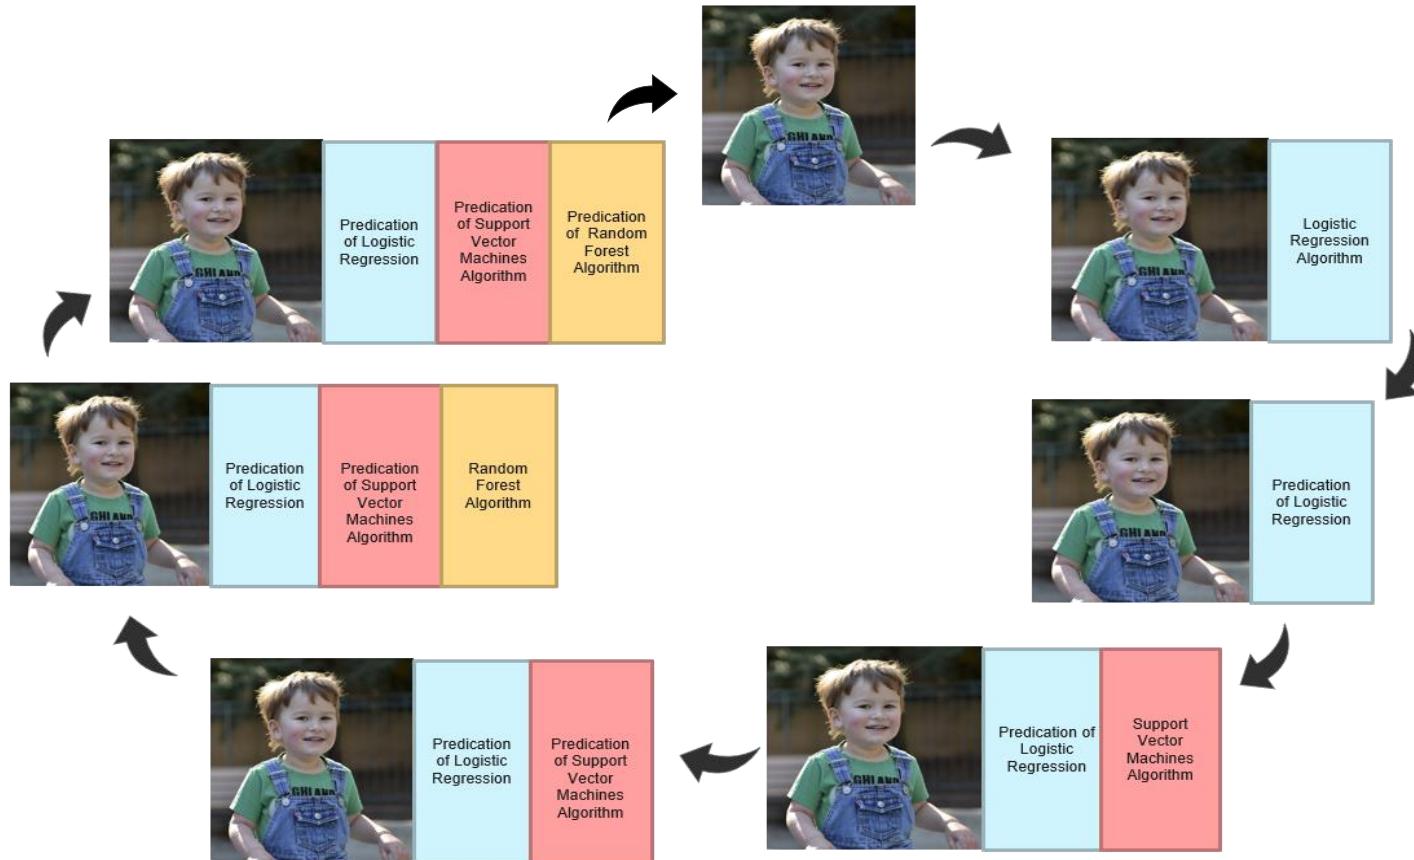 Predication
of Logistic
Regression
Predication
of Support
Vector
Machines
Algorithm
Predication
of Random
Forest
Algorithm
GHLAND
Logistic
Regression
Algorithm
Predication
of Logistic
Regression
Predication of
Logistic
Regression
Support
Vector
Machines
Algorithm
Predication
of Logistic
Regression
Predication
of Support
Vector
Machines
Algorithm
Predication
of Logistic
Regression
Predication
of Support
Vector
Machines
Algorithm
Random
Forest
Algorithm